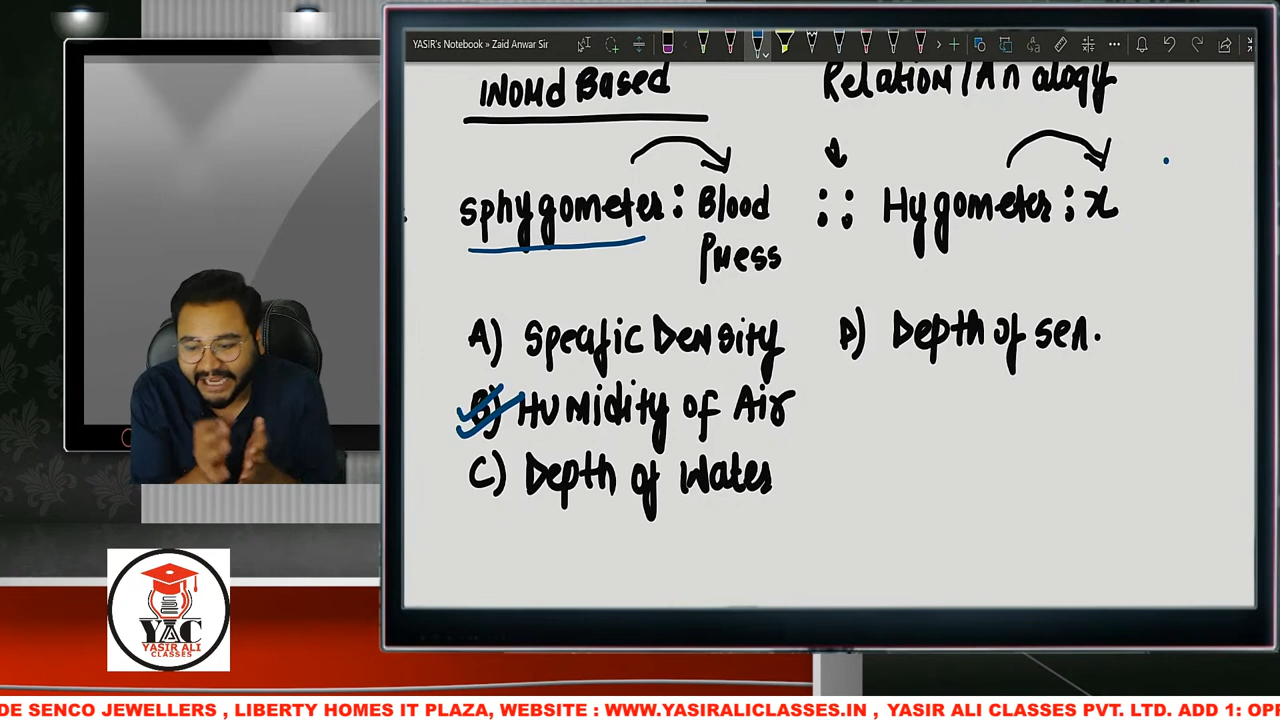 YASIR's Notebook » Zaid Anwar Sir
Word Based Relation/Analogy
Sphygometer : Blood Press :: Hygometer : x
A) Specific Density D) Depth of sea.
B) Humidity of Air
C) Depth of Water
YAC
YASIR ALI
CLASSES
DE SENCO JEWELLERS , LIBERTY HOMES IT PLAZA, WEBSITE : WWW.YASIRALICLASSES.IN , YASIR ALI CLASSES PVT. LTD. ADD 1: OP